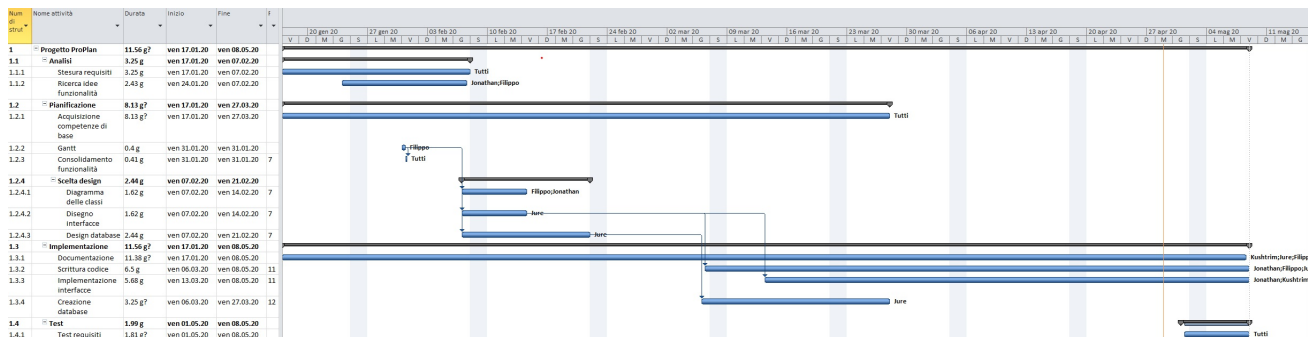 Num di strut Nome attività Durata Inizio Fine F
20 gen 20 27 gen 20 03 feb 20 10 feb 20 17 feb 20 24 feb 20 02 mar 20 09 mar 20 16 mar 20 23 mar 20 30 mar 20 06 apr 20 13 apr 20 20 apr 20 27 apr 20 04 mag 20 11 mag 20
V D M G S L M V D M G S L M V D M G S L M V D M G S L M V D M G S L M V D M G S L M V D M G S L M V D M G S L M V D M G
1 Progetto ProPlan 11.56 g? ven 17.01.20 ven 08.05.20
1.1 Analisi 3.25 g ven 17.01.20 ven 07.02.20
1.1.1 Stesura requisiti 3.25 g ven 17.01.20 ven 07.02.20 Tutti
1.1.2 Ricerca idee funzionalità 2.43 g ven 24.01.20 ven 07.02.20 Jonathan;Filippo
1.2 Pianificazione 8.13 g? ven 17.01.20 ven 27.03.20
1.2.1 Acquisizione competenze di base 8.13 g? ven 17.01.20 ven 27.03.20 Tutti
1.2.2 Gantt 0.4 g ven 31.01.20 ven 31.01.20 Filippo
1.2.3 Consolidamento funzionalità 0.41 g ven 31.01.20 ven 31.01.20 7 Tutti
1.2.4 Scelta design 2.44 g ven 07.02.20 ven 21.02.20
1.2.4.1 Diagramma delle classi 1.62 g ven 07.02.20 ven 14.02.20 7 Filippo;Jonathan
1.2.4.2 Disegno interfacce 1.62 g ven 07.02.20 ven 14.02.20 7 Jure
1.2.4.3 Design database 2.44 g ven 07.02.20 ven 21.02.20 7 Jure
1.3 Implementazione 11.56 g? ven 17.01.20 ven 08.05.20
1.3.1 Documentazione 11.38 g? ven 17.01.20 ven 08.05.20 Kushtrim;Jure;Filipp
1.3.2 Scrittura codice 6.5 g ven 06.03.20 ven 08.05.20 11 Jonathan;Filippo;Ju
1.3.3 Implementazione interfacce 5.68 g ven 13.03.20 ven 08.05.20 11 Jonathan;Kushtrim
1.3.4 Creazione database 3.25 g? ven 06.03.20 ven 27.03.20 12 Jure
1.4 Test 1.99 g ven 01.05.20 ven 08.05.20
1.4.1 Test requisiti 1.81 g? ven 01.05.20 ven 08.05.20 Tutti